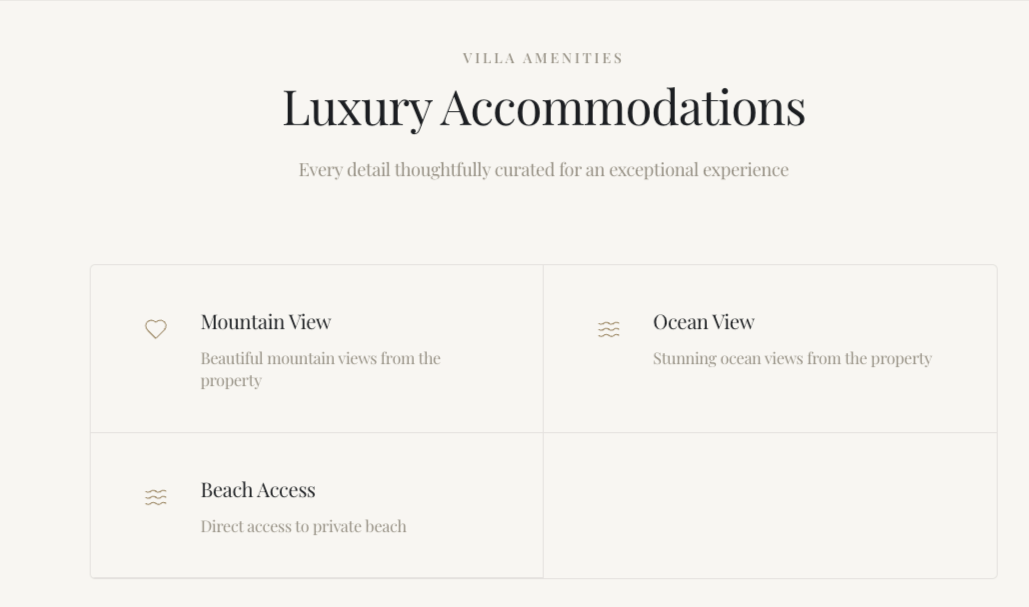 VILLA AMENITIES
Luxury Accommodations
Every detail thoughtfully curated for an exceptional experience
Mountain View
Beautiful mountain views from the
property
Ocean View
Stunning ocean views from the property
Beach Access
Direct access to private beach